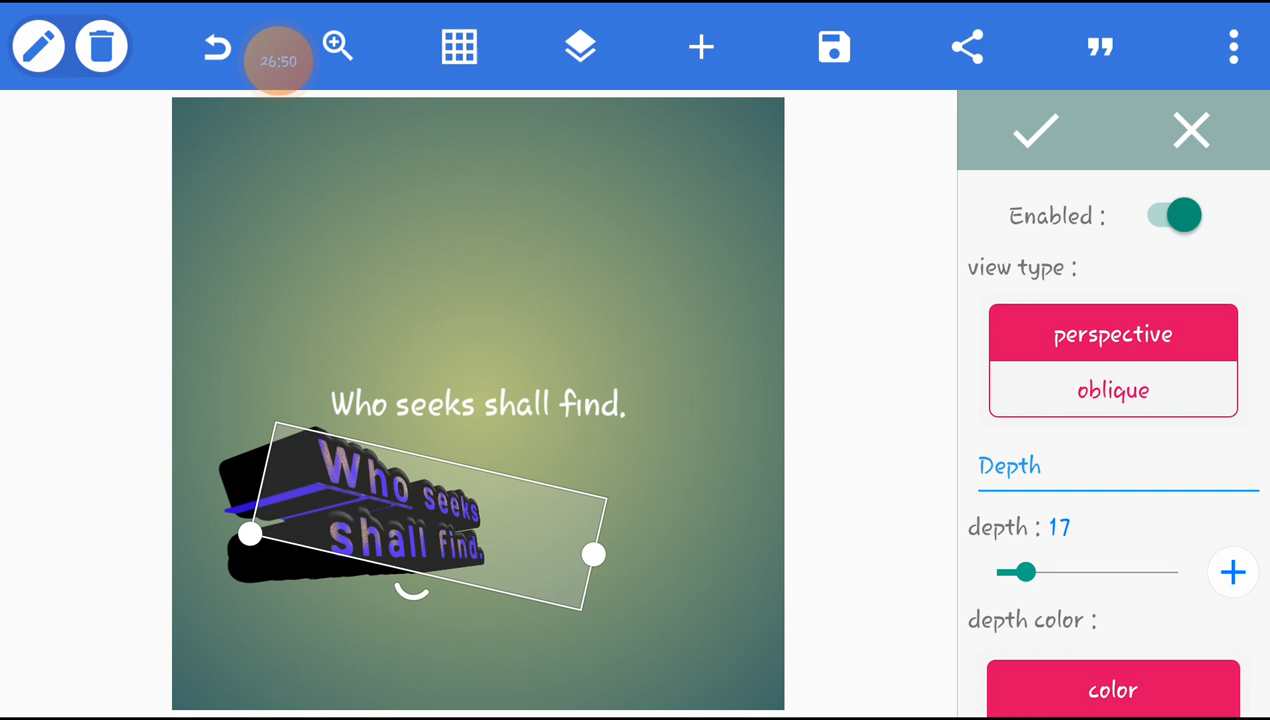 26:50
Enabled :
view type :
perspective
oblique
Who seeks shall find.
Who seeks
shall find.
Depth
depth : 17
depth color :
color